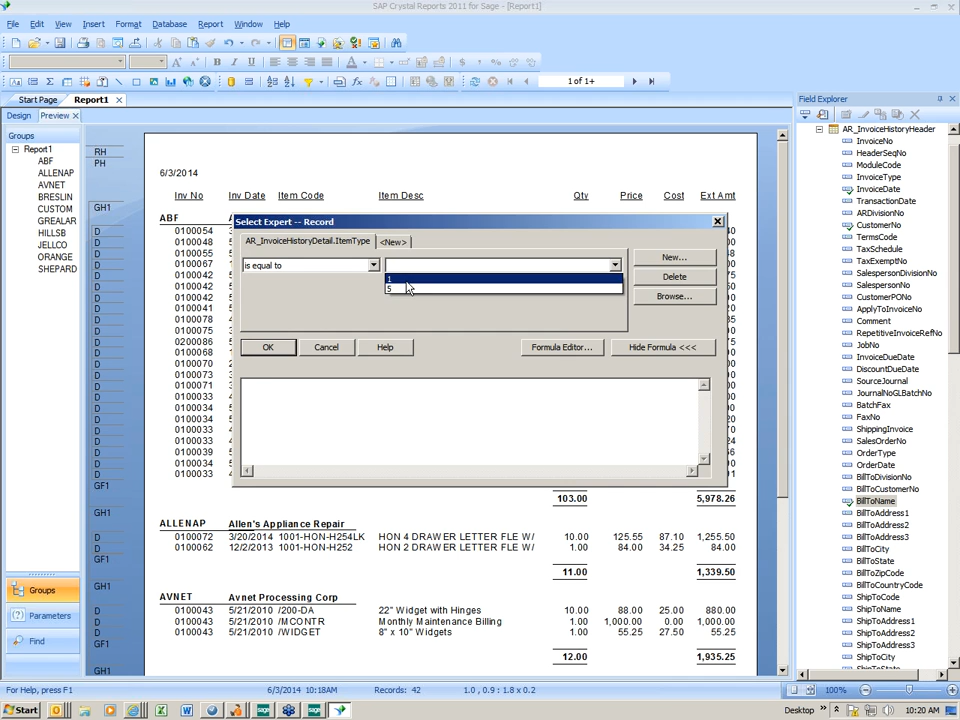 SAP Crystal Reports 2011 for Sage - [Report1]
File Edit View Insert Format Database Report Window Help
1 of 1+
Start Page Report1
Design Preview
Groups
Report1
ABF
ALLENAP
AVNET
BRESLIN
CUSTOM
GREALAR
HILLSB
JELLCO
ORANGE
SHEPARD
Groups
Parameters
Find
RH
PH
6/3/2014
Inv No Inv Date Item Code Item Desc Qty Price Cost Ext Amt
GH1
ABF
D 0100054
D 0100048
D 0100055
D 0100067
D 0100042
D 0100042
D 0100042
D 0100041
D 0100078
D 0100075
D 0200086
D 0100068
D 0100070
D 0100073
D 0100071
D 0100033
D 0100034
D 0100034
D 0100033
D 0100039
D 0100033
D 0100033
GF1 103.00 5,978.26
GH1
ALLENAP Allen's Appliance Repair
D 0100072 3/20/2014 1001-HON-H254LK HON 4 DRAWER LETTER FLE W/ 10.00 125.55 87.10 1,255.50
D 0100062 12/2/2013 1001-HON-H252 HON 2 DRAWER LETTER FLE W/ 1.00 84.00 34.25 84.00
GF1
11.00 1,339.50
GH1
AVNET Avnet Processing Corp
D 0100043 5/21/2010 /200-DA 22" Widget with Hinges 10.00 88.00 25.00 880.00
D 0100043 5/21/2010 /MCONTR Monthly Maintenance Billing 1.00 1,000.00 0.00 1,000.00
D 0100043 5/21/2010 /WIDGET 8" x 10" Widgets 1.00 55.25 27.50 55.25
GF1
12.00 1,935.25
GH1
Select Expert -- Record
AR_InvoiceHistoryDetail.ItemType <New>
is equal to
1
5
New...
Delete
Browse...
OK Cancel Help Formula Editor... Hide Formula <<<
Field Explorer
AR_InvoiceHistoryHeader
InvoiceNo
HeaderSeqNo
ModuleCode
InvoiceType
InvoiceDate
TransactionDate
ARDivisionNo
CustomerNo
TermsCode
TaxSchedule
TaxExemptNo
SalespersonDivisionNo
SalespersonNo
CustomerPONo
ApplyToInvoiceNo
Comment
RepetitiveInvoiceRefNo
JobNo
InvoiceDueDate
DiscountDueDate
SourceJournal
JournalNoGLBatchNo
BatchFax
FaxNo
ShippingInvoice
SalesOrderNo
OrderType
OrderDate
BillToDivisionNo
BillToCustomerNo
BillToName
BillToAddress1
BillToAddress2
BillToAddress3
BillToCity
BillToState
BillToZipCode
BillToCountryCode
ShipToCode
ShipToName
ShipToAddress1
ShipToAddress2
ShipToAddress3
ShipToCity
ShipToState
For Help, press F1 6/3/2014 10:18AM Records: 42 1.0 , 0.9 : 1.8 x 0.2 100%
Start Desktop 10:20 AM